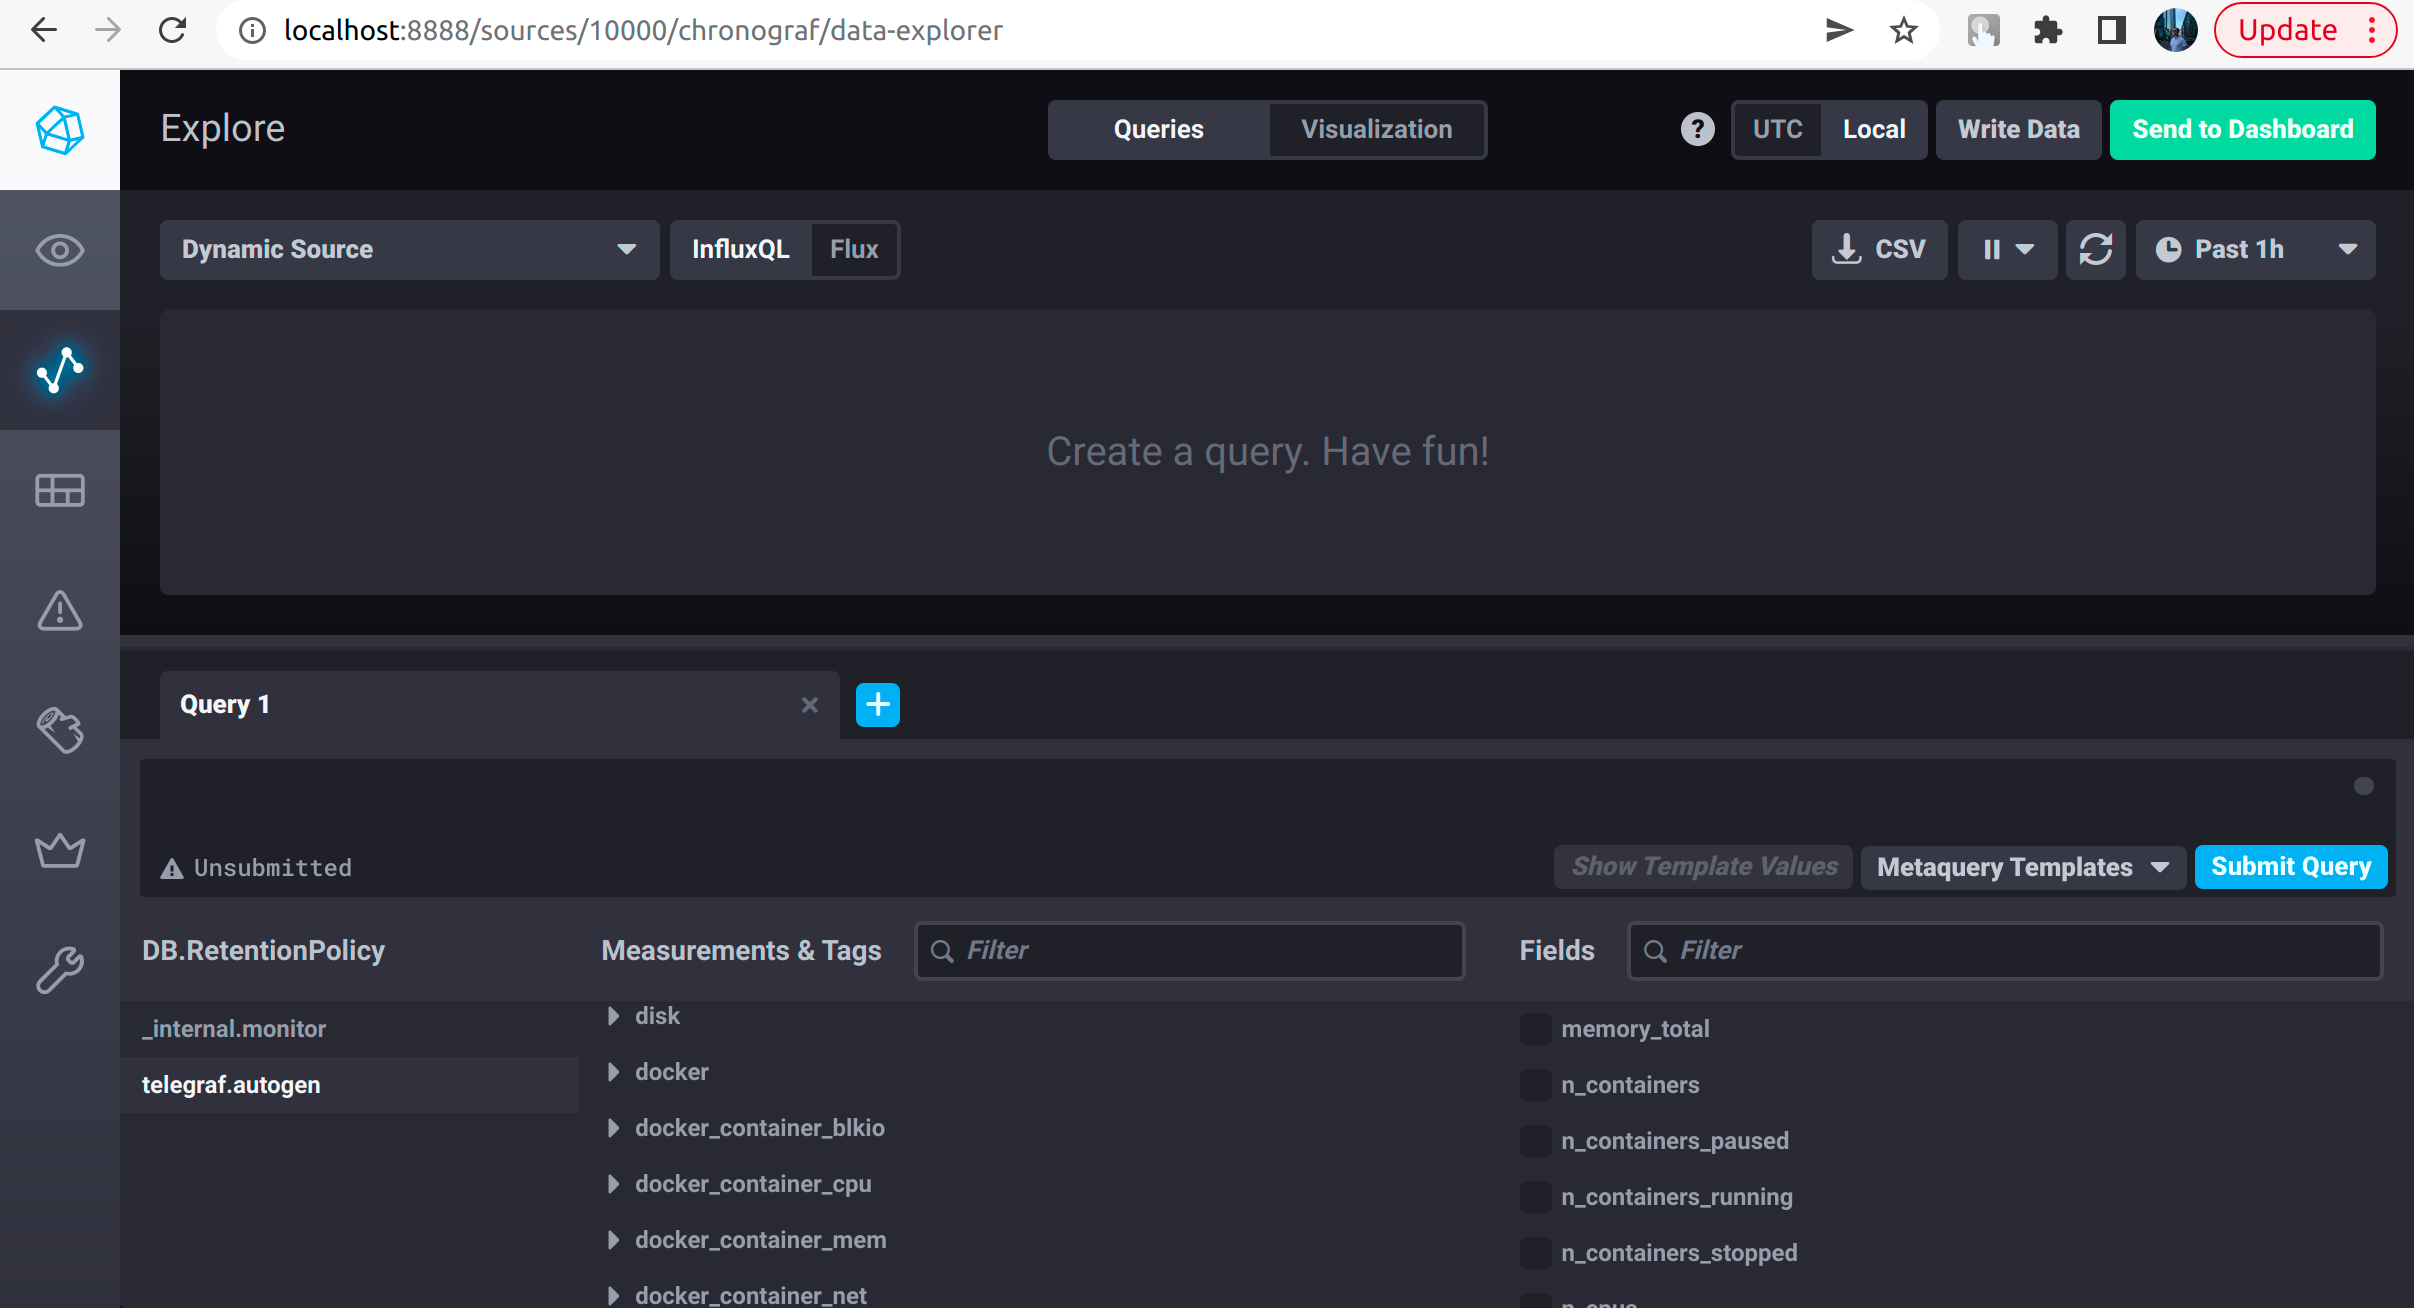 localhost:8888/sources/10000/chronograf/data-explorer
Update
Explore
Queries
Visualization
?
UTC
Local
Write Data
Send to Dashboard
Dynamic Source
InfluxQL
Flux
CSV
Past 1h
Create a query. Have fun!
Query 1
Unsubmitted
Show Template Values
Metaquery Templates
Submit Query
DB.RetentionPolicy
Measurements & Tags
Filter
Fields
Filter
_internal.monitor
telegraf.autogen
disk
docker
docker_container_blkio
docker_container_cpu
docker_container_mem
docker_container_net
memory_total
n_containers
n_containers_paused
n_containers_running
n_containers_stopped